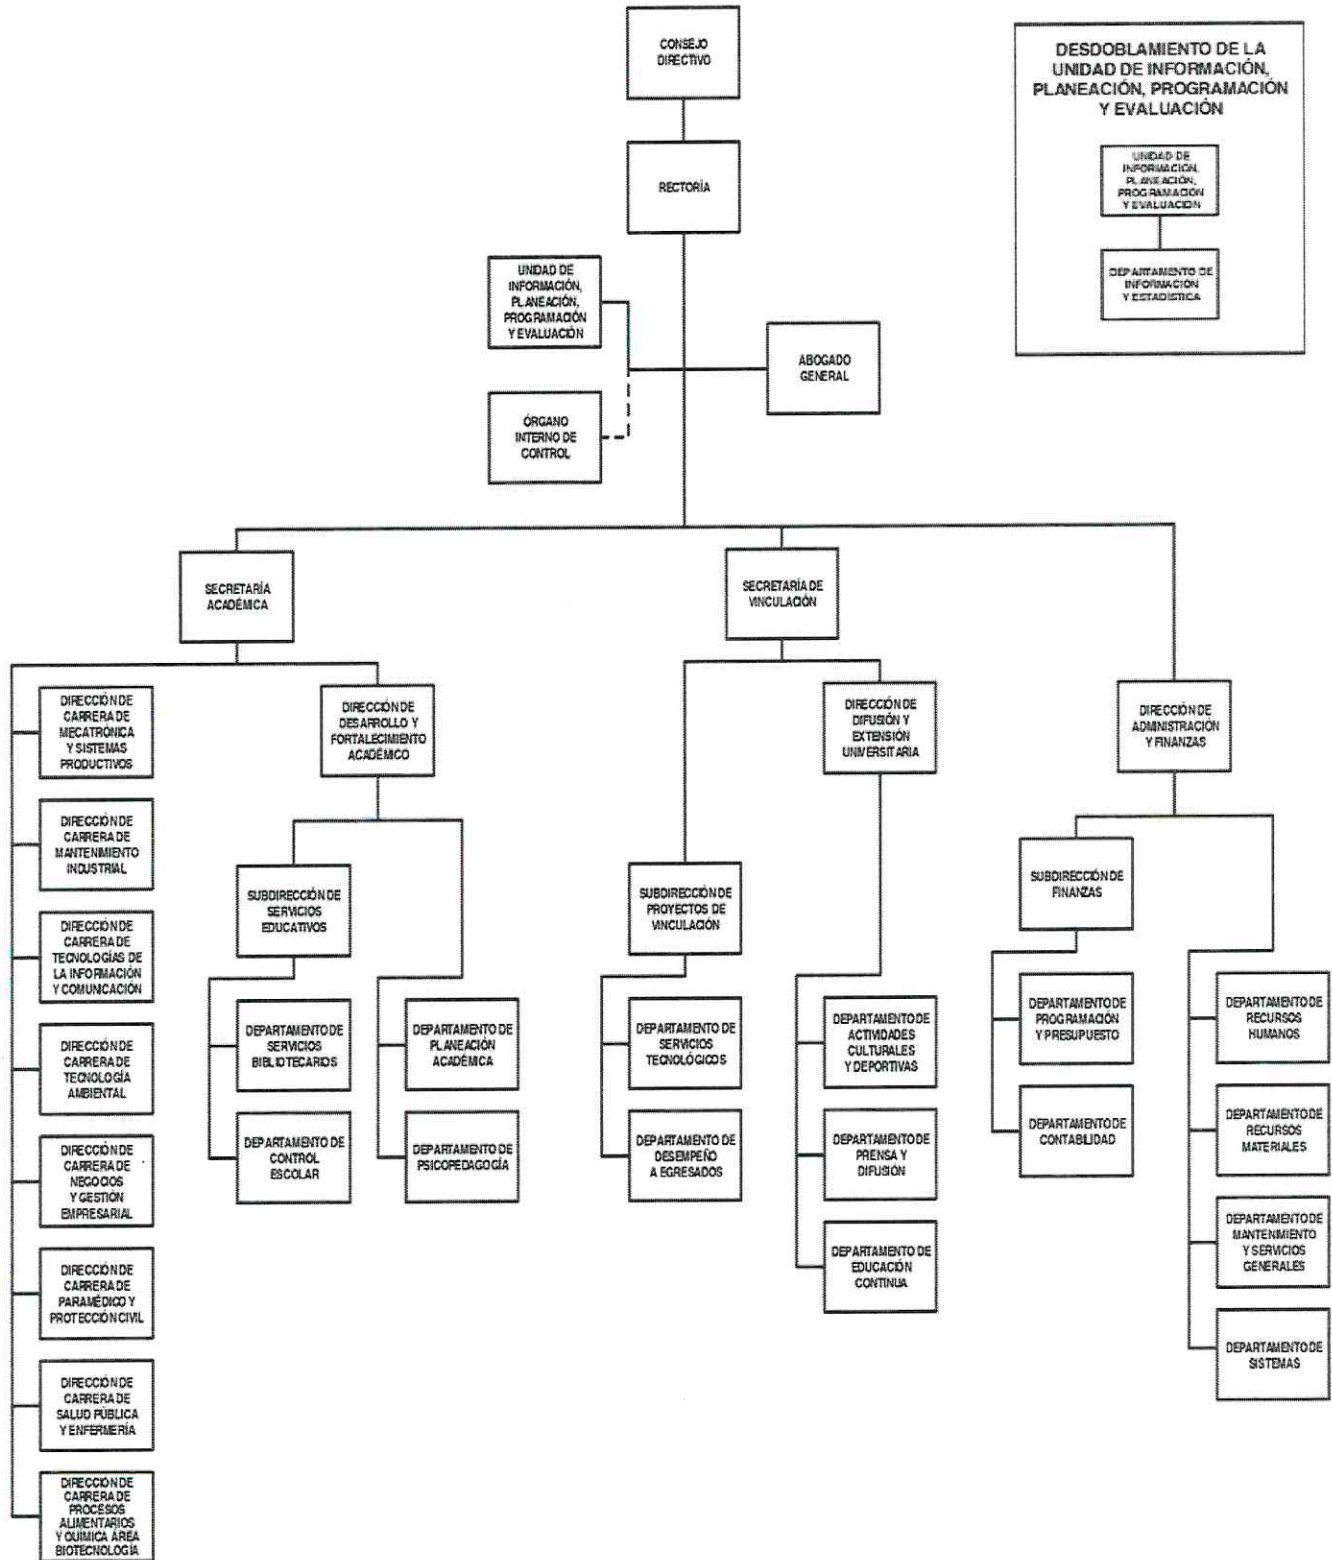 CONSEJO
DIRECTIVO
DESDOBLAMIENTO DE LA
UNIDAD DE INFORMACIÓN,
PLANEACIÓN, PROGRAMACIÓN
Y EVALUACIÓN
UNIDAD DE
INFORMACIÓN,
PLANEACIÓN,
PROGRAMACIÓN
Y EVALUACIÓN
DEPARTAMENTO DE
INFORMACIÓN
Y ESTADÍSTICA
RECTORÍA
UNIDAD DE
INFORMACIÓN,
PLANEACIÓN,
PROGRAMACIÓN
Y EVALUACIÓN
ABOGADO
GENERAL
ÓRGANO
INTERNO DE
CONTROL
SECRETARÍA
ACADÉMICA
SECRETARÍA DE
VINCULACIÓN
DIRECCIÓN DE
CARRERA DE
MECATRÓNICA
Y SISTEMAS
PRODUCTIVOS
DIRECCIÓN DE
DESARROLLO Y
FORTALECIMIENTO
ACADÉMICO
DIRECCIÓN DE
DIFUSIÓN Y
EXTENSIÓN
UNIVERSITARIA
DIRECCIÓN DE
ADMINISTRACIÓN
Y FINANZAS
DIRECCIÓN DE
CARRERA DE
MANTENIMIENTO
INDUSTRIAL
SUBDIRECCIÓN DE
SERVICIOS
EDUCATIVOS
SUBDIRECCIÓN DE
PROYECTOS DE
VINCULACIÓN
SUBDIRECCIÓN DE
FINANZAS
DIRECCIÓN DE
CARRERA DE
TECNOLOGÍAS DE
LA INFORMACIÓN
Y COMUNICACIÓN
DEPARTAMENTO DE
SERVICIOS
BIBLIOTECARIOS
DEPARTAMENTO DE
PLANEACIÓN
ACADÉMICA
DEPARTAMENTO DE
SERVICIOS
TECNOLÓGICOS
DEPARTAMENTO DE
ACTIVIDADES
CULTURALES
Y DEPORTIVAS
DEPARTAMENTO DE
PROGRAMACIÓN
Y PRESUPUESTO
DEPARTAMENTO DE
RECURSOS
HUMANOS
DIRECCIÓN DE
CARRERA DE
TECNOLOGÍA
AMBIENTAL
DEPARTAMENTO DE
CONTROL
ESCOLAR
DEPARTAMENTO DE
PSICOPEDAGOGÍA
DEPARTAMENTO DE
DESEMPEÑO
A EGRESADOS
DEPARTAMENTO DE
PRENSA Y
DIFUSIÓN
DEPARTAMENTO DE
CONTABILIDAD
DEPARTAMENTO DE
RECURSOS
MATERIALES
DIRECCIÓN DE
CARRERA DE
NEGOCIOS
Y GESTIÓN
EMPRESARIAL
DEPARTAMENTO DE
EDUCACIÓN
CONTINUA
DEPARTAMENTO DE
MANTENIMIENTO
Y SERVICIOS
GENERALES
DIRECCIÓN DE
CARRERA DE
PARAMÉDICO Y
PROTECCIÓN CIVIL
DEPARTAMENTO DE
SISTEMAS
DIRECCIÓN DE
CARRERA DE
SALUD PÚBLICA
Y ENFERMERÍA
DIRECCIÓN DE
CARRERA DE
PROCESOS
ALIMENTARIOS
Y QUÍMICA ÁREA
BIOTECNOLOGÍA